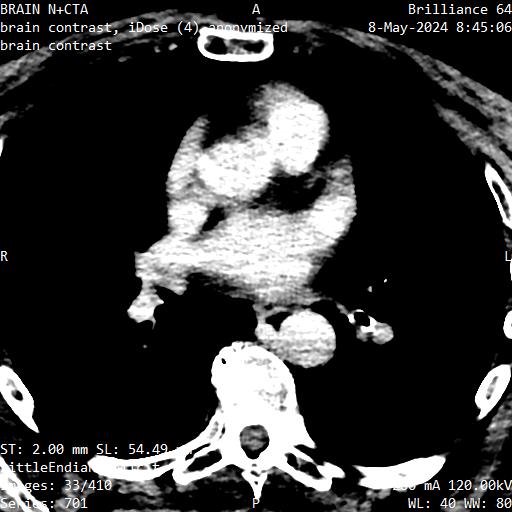 BRAIN N+CTA
A
Brilliance 64
brain contrast, iDose (4) anonymized
8-May-2024 8:45:06
brain contrast
R
L
ST: 2.00 mm SL: 54.49
Images: 33/410
mA 120.00kV
Series: 701
P
WL: 40 WW: 80